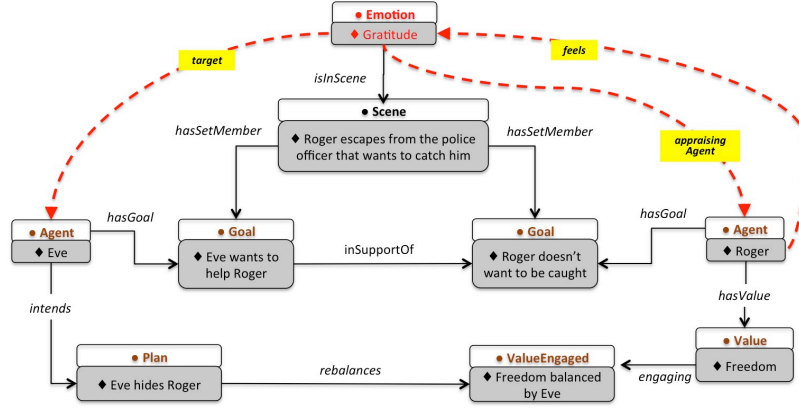 ● Emotion
◆ Gratitude
target
feels
isInScene
● Scene
◆ Roger escapes from the police
officer that wants to catch him
hasSetMember
hasSetMember
appraising
Agent
● Agent
◆ Eve
hasGoal
● Goal
◆ Eve wants to
help Roger
inSupportOf
● Goal
◆ Roger doesn't
want to be caught
hasGoal
● Agent
◆ Roger
intends
hasValue
● Plan
◆ Eve hides Roger
rebalances
● ValueEngaged
◆ Freedom balanced
by Eve
engaging
● Value
◆ Freedom